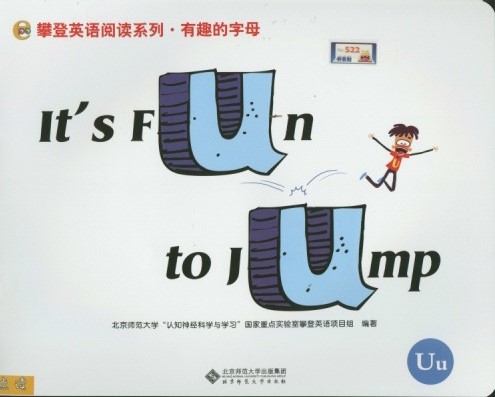 攀登英语阅读系列·有趣的字母
No. 522
It's Fun
to Jump
北京师范大学“认知神经科学与学习”国家重点实验室攀登英语项目组 编著
Uu
北京师范大学出版集团
北京师范大学出版社